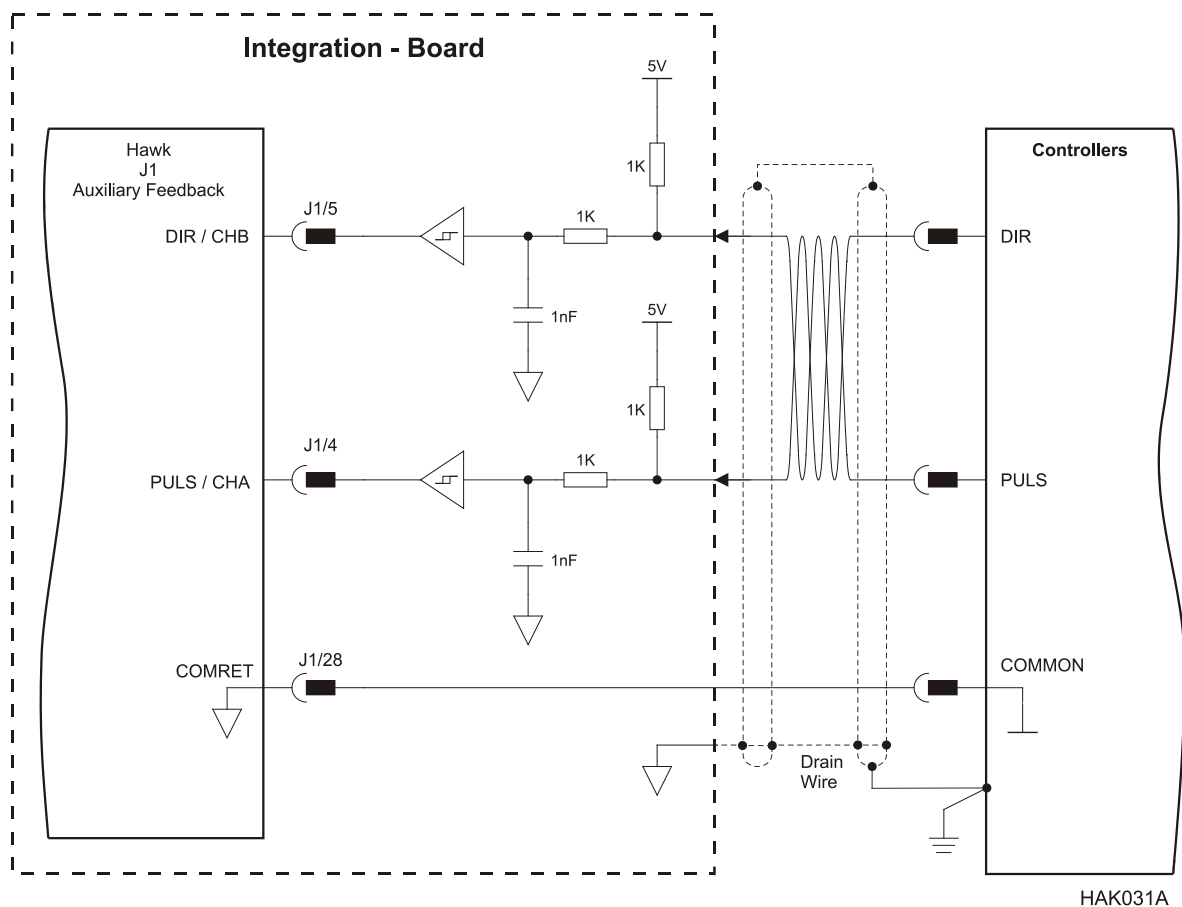 Integration - Board
5V
Hawk
J1
Auxiliary Feedback
Controllers
1K
J1/5
1K
DIR / CHB
DIR
1nF
5V
1K
J1/4
1K
PULS / CHA
PULS
1nF
COMRET
J1/28
COMMON
Drain
Wire
HAK031A